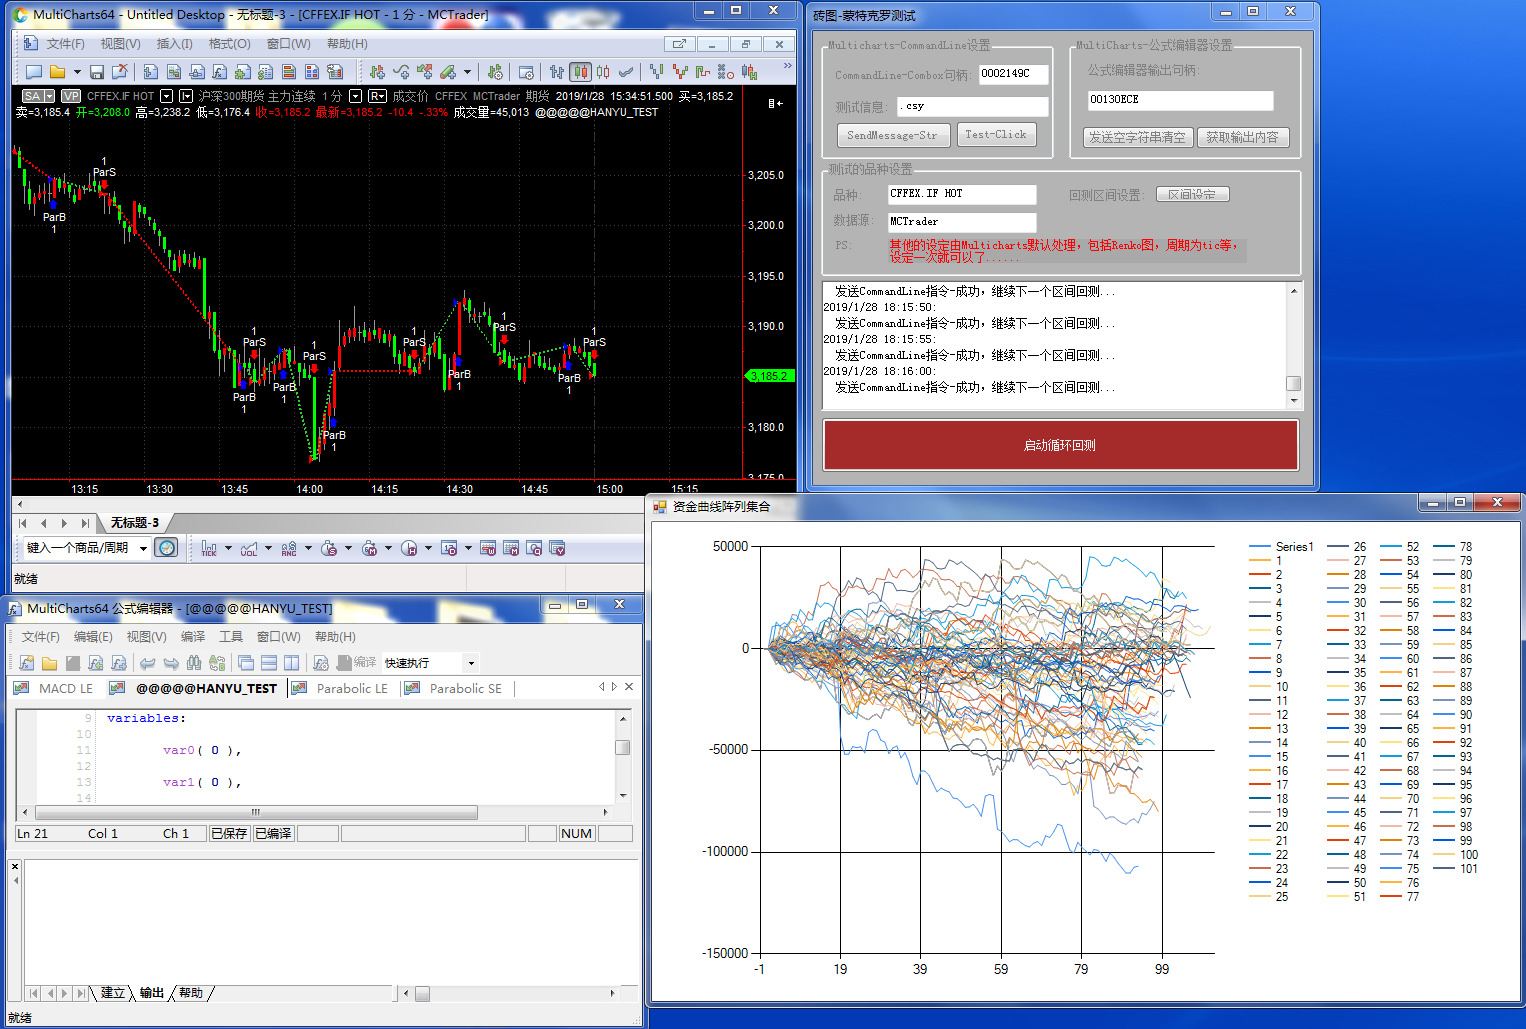 MultiCharts64 - Untitled Desktop - 无标题-3 - [CFFEX.IF HOT - 1 分 - MCTrader]
文件(F) 视图(V) 插入(I) 格式(O) 窗口(W) 帮助(H)
SA VP CFFEX.IF HOT 沪深300期货 主力连续 1 分 R 成交价 CFFEX MCTrader 期货 2019/1/28 15:34:51.500 买=3,185.2
卖=3,185.4 开=3,208.0 高=3,238.2 低=3,176.4 收=3,185.2 最新=3,185.2 -10.4 -.33% 成交量=45,013 @@@@@HANYU_TEST
1
ParS
ParB
1
1
ParS
ParB
1
ParB
1
1
ParS
ParB
1
1
ParS
ParB
1
1
ParS
ParB
1
1
ParS
3,205.0
3,200.0
3,195.0
3,190.0
3,185.2
3,180.0
3,175.0
13:15 13:30 13:45 14:00 14:15 14:30 14:45 15:00 15:15
无标题-3
键入一个商品/周期
TICK VOL RNG
就绪
砖图-蒙特克罗测试
Multicharts-CommandLine设置
CommandLine-Combox句柄: 0002149C
测试信息: .csy
SendMessage-Str Test-Click
MultiCharts-公式编辑器设置
公式编辑器输出句柄:
00130ECE
发送空字符串清空 获取输出内容
测试的品种设置
品种: CFFEX.IF HOT 回测区间设置: 区间设定
数据源: MCTrader
PS: 其他的设定由Multicharts默认处理，包括Renko图，周期为tic等，
设定一次就可以了......
发送CommandLine指令-成功，继续下一个区间回测...
2019/1/28 18:15:50:
发送CommandLine指令-成功，继续下一个区间回测...
2019/1/28 18:15:55:
发送CommandLine指令-成功，继续下一个区间回测...
2019/1/28 18:16:00:
发送CommandLine指令-成功，继续下一个区间回测...
启动循环回测
MultiCharts64 公式编辑器 - [@@@@@HANYU_TEST]
文件(F) 编辑(E) 视图(V) 编译 工具 窗口(W) 帮助(H)
编译 快速执行
MACD LE @@@@@HANYU_TEST Parabolic LE Parabolic SE
9 variables:
10
11 var0( 0 ),
12
13 var1( 0 ),
14
Ln 21 Col 1 Ch 1 已保存 已编译 NUM
建立 输出 帮助
就绪
资金曲线阵列集合
50000
0
-50000
-100000
-150000
-1 19 39 59 79 99
Series1 26 52 78
1 27 53 79
2 28 54 80
3 29 55 81
4 30 56 82
5 31 57 83
6 32 58 84
7 33 59 85
8 34 60 86
9 35 61 87
10 36 62 88
11 37 63 89
12 38 64 90
13 39 65 91
14 40 66 92
15 41 67 93
16 42 68 94
17 43 69 95
18 44 70 96
19 45 71 97
20 46 72 98
21 47 73 99
22 48 74 100
23 49 75 101
24 50 76
25 51 77